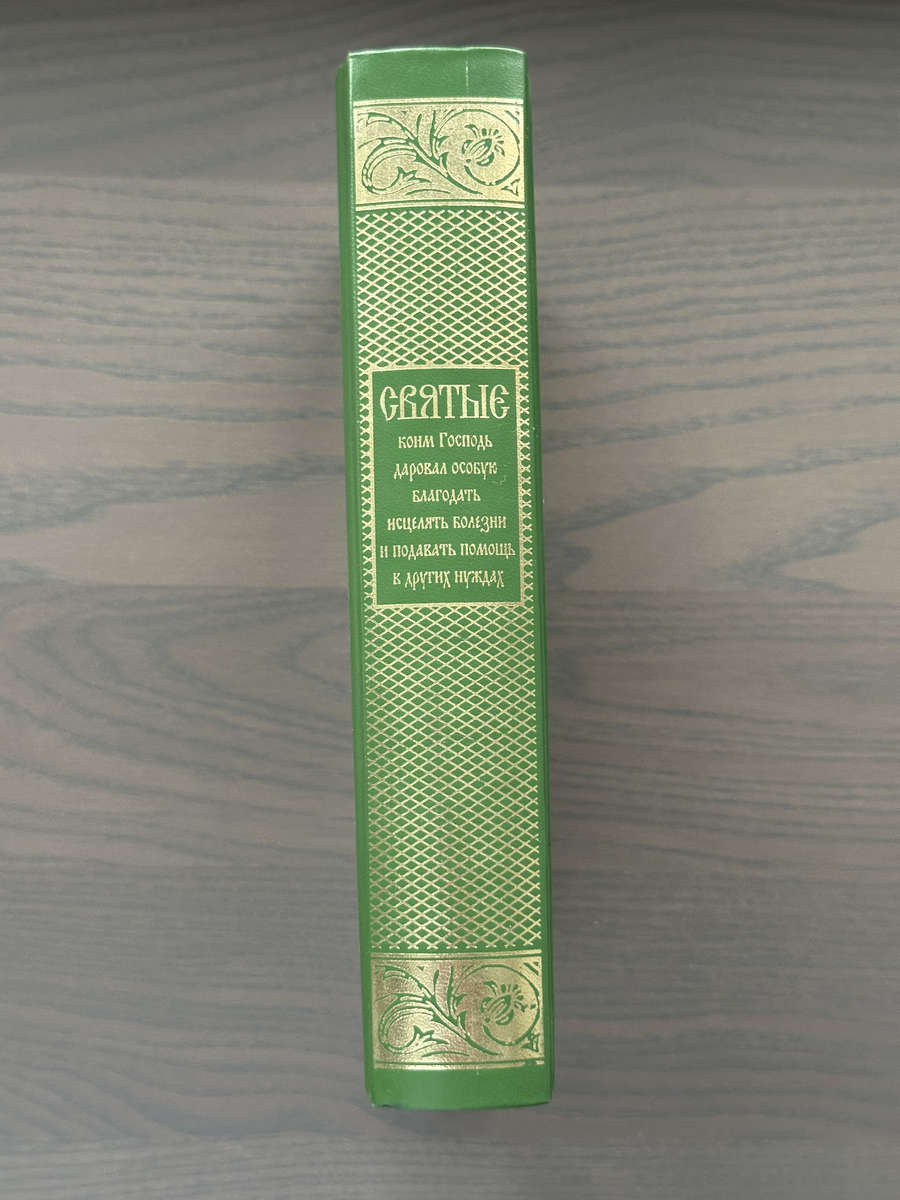 СВЯТЫЕ
коим Господь
даровал особую
благодать
исцелять болезни
и подавать помощь
в других нуждах